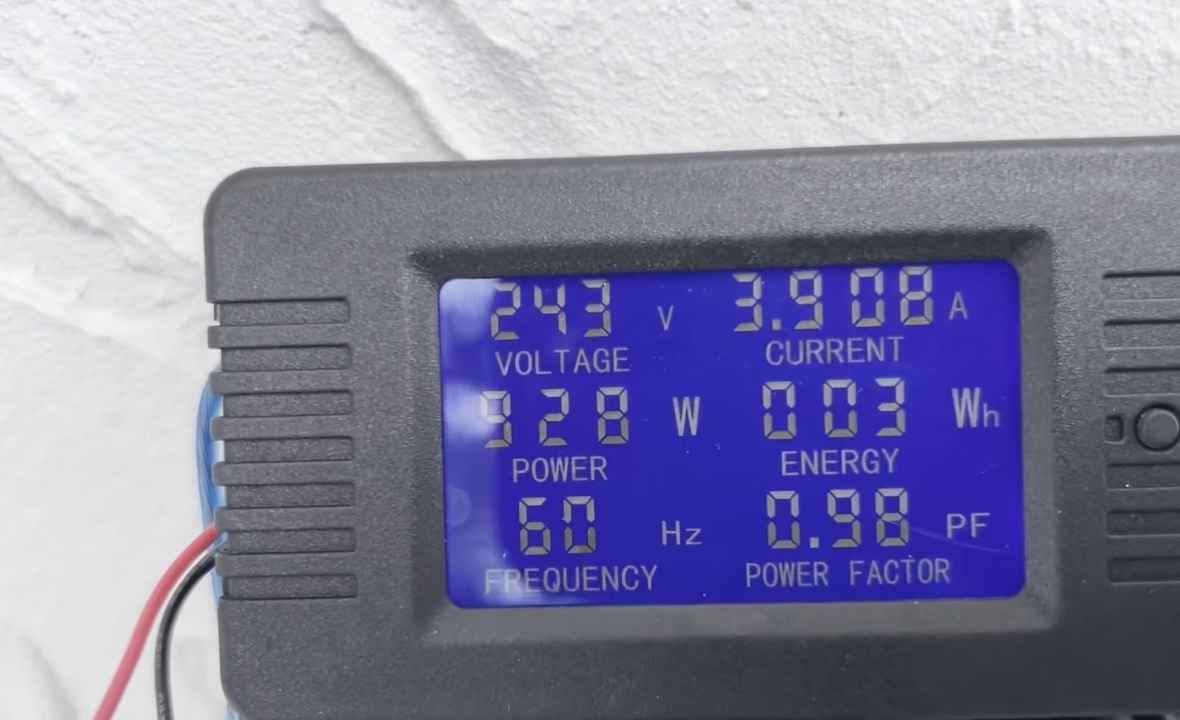 243 V 3.908 A
VOLTAGE CURRENT
928 W 003 Wh
POWER ENERGY
60 Hz 0.98 PF
FREQUENCY POWER FACTOR